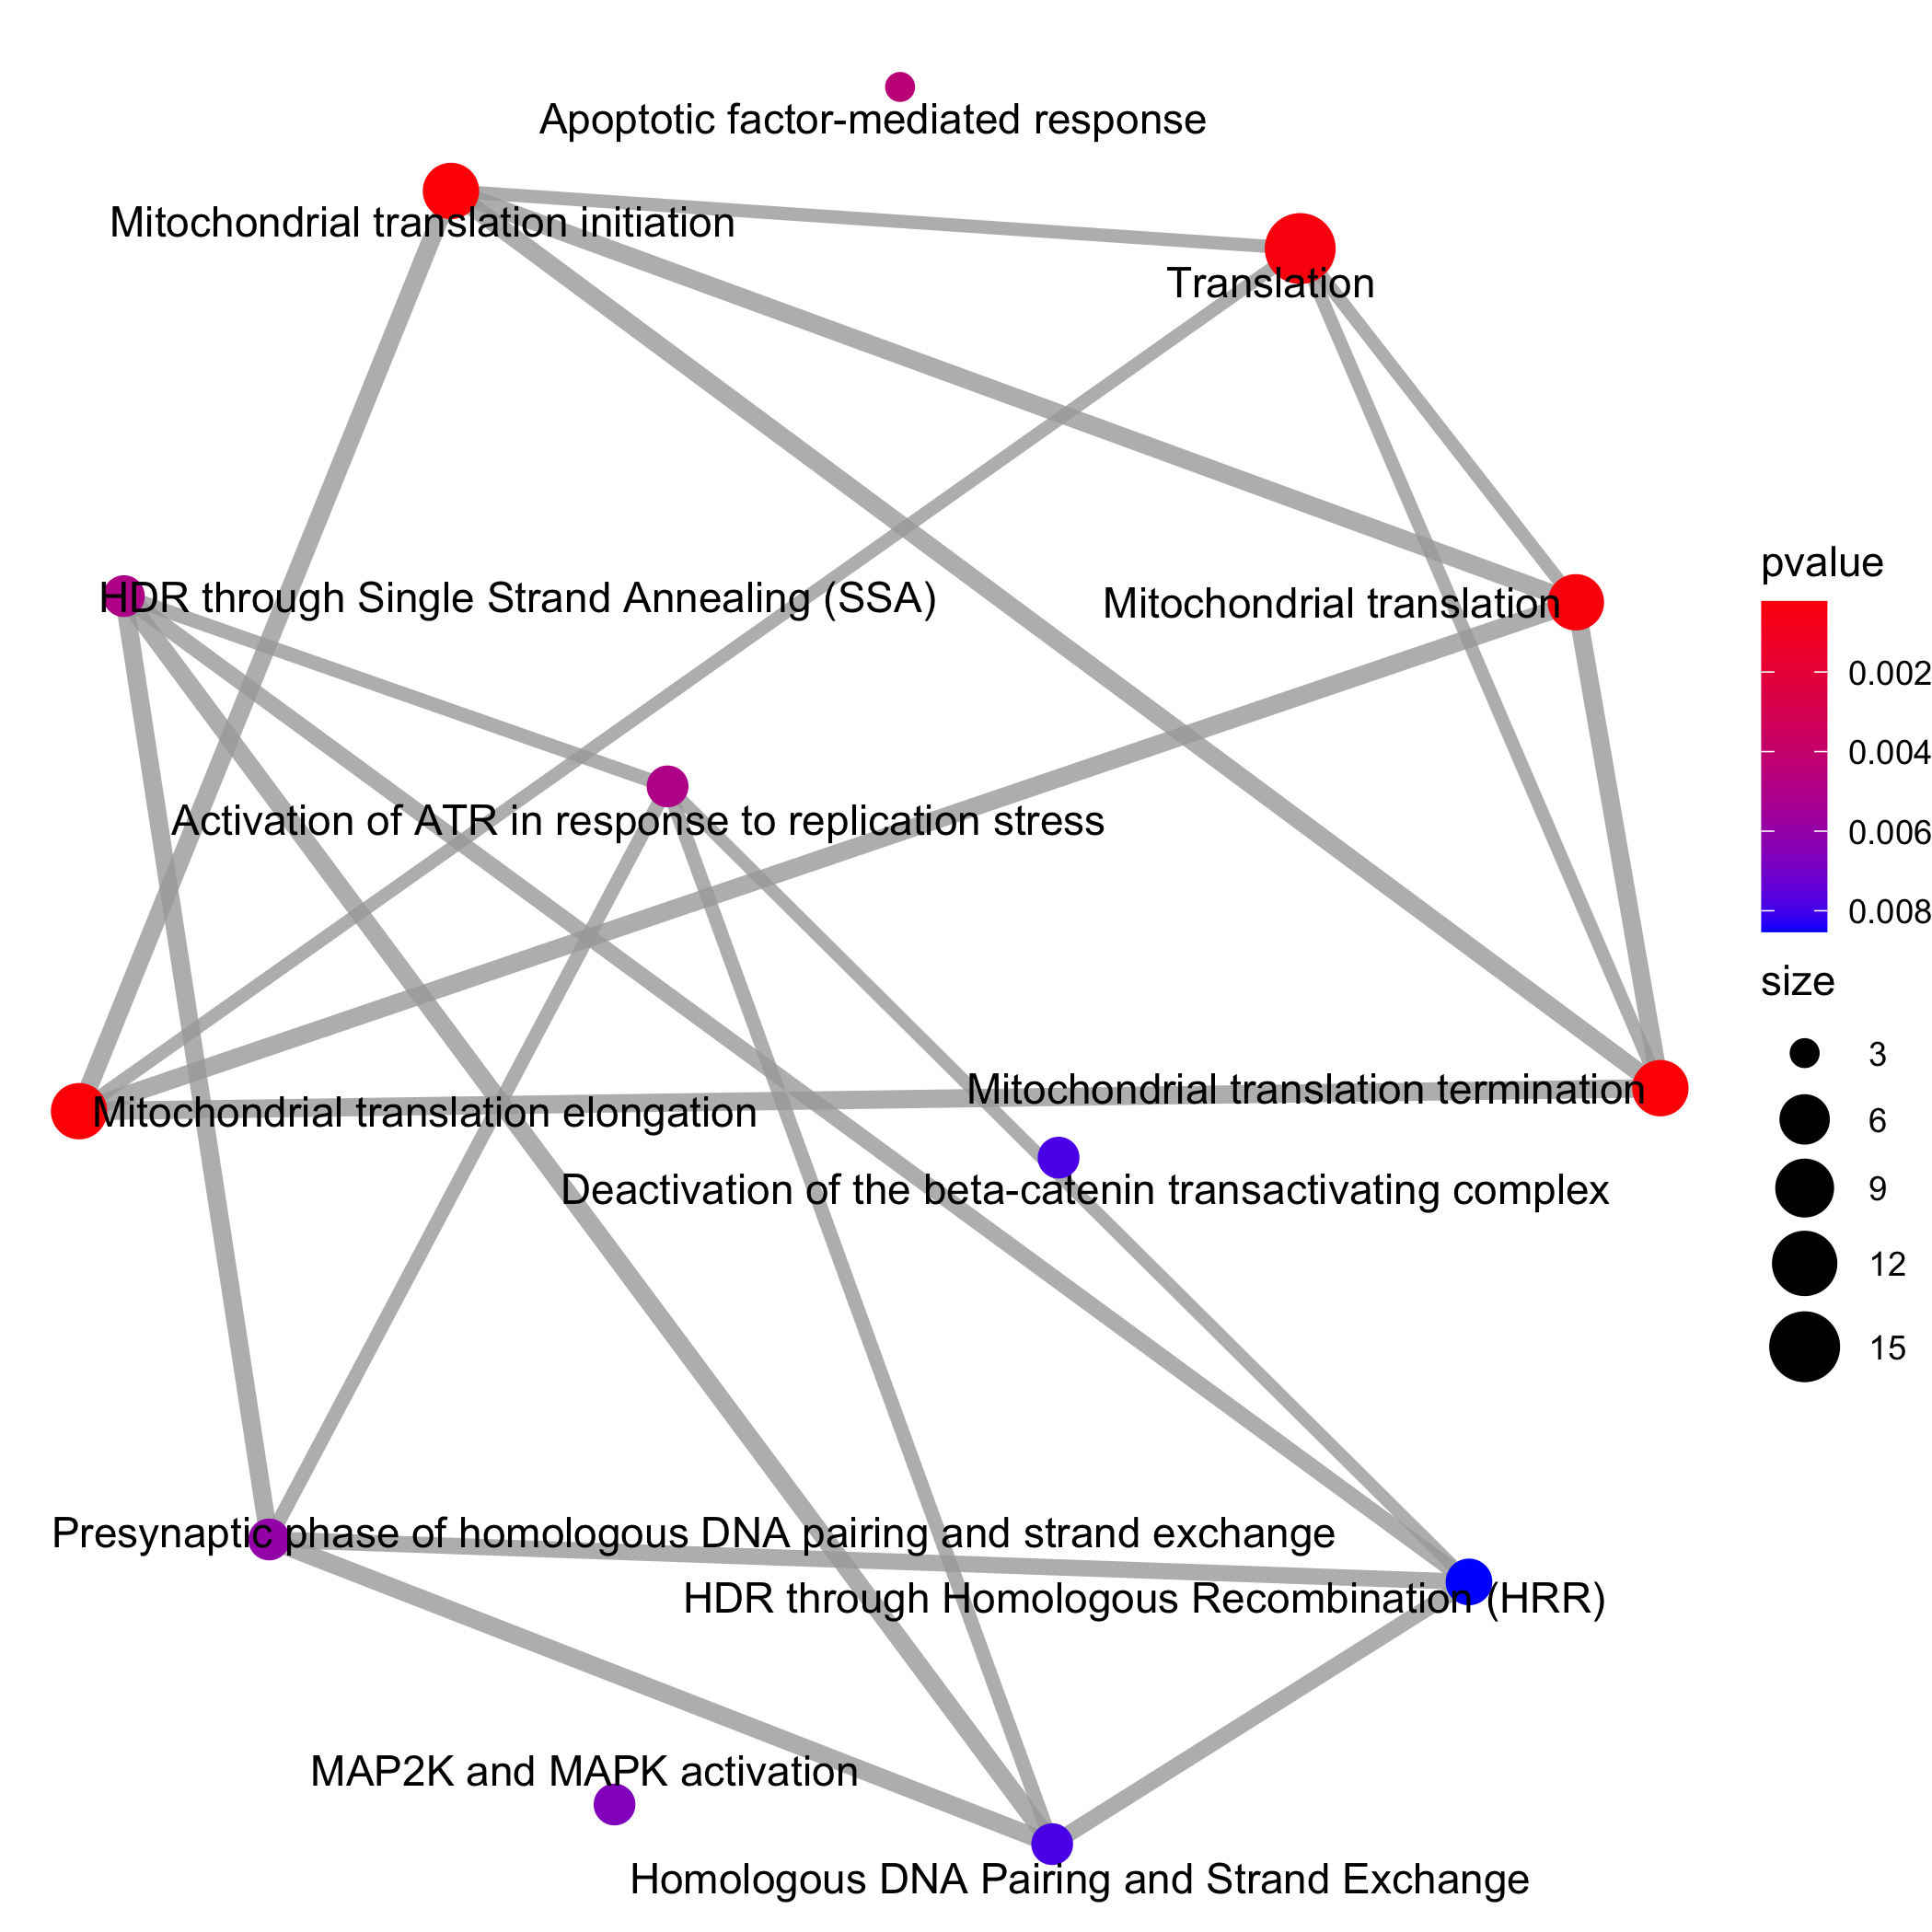 Apoptotic factor-mediated response
Mitochondrial translation initiation
Translation
HDR through Single Strand Annealing (SSA)
Mitochondrial translation
Activation of ATR in response to replication stress
Mitochondrial translation termination
Mitochondrial translation elongation
Deactivation of the beta-catenin transactivating complex
Presynaptic phase of homologous DNA pairing and strand exchange
HDR through Homologous Recombination (HRR)
MAP2K and MAPK activation
Homologous DNA Pairing and Strand Exchange
pvalue
0.002
0.004
0.006
0.008
size
3
6
9
12
15